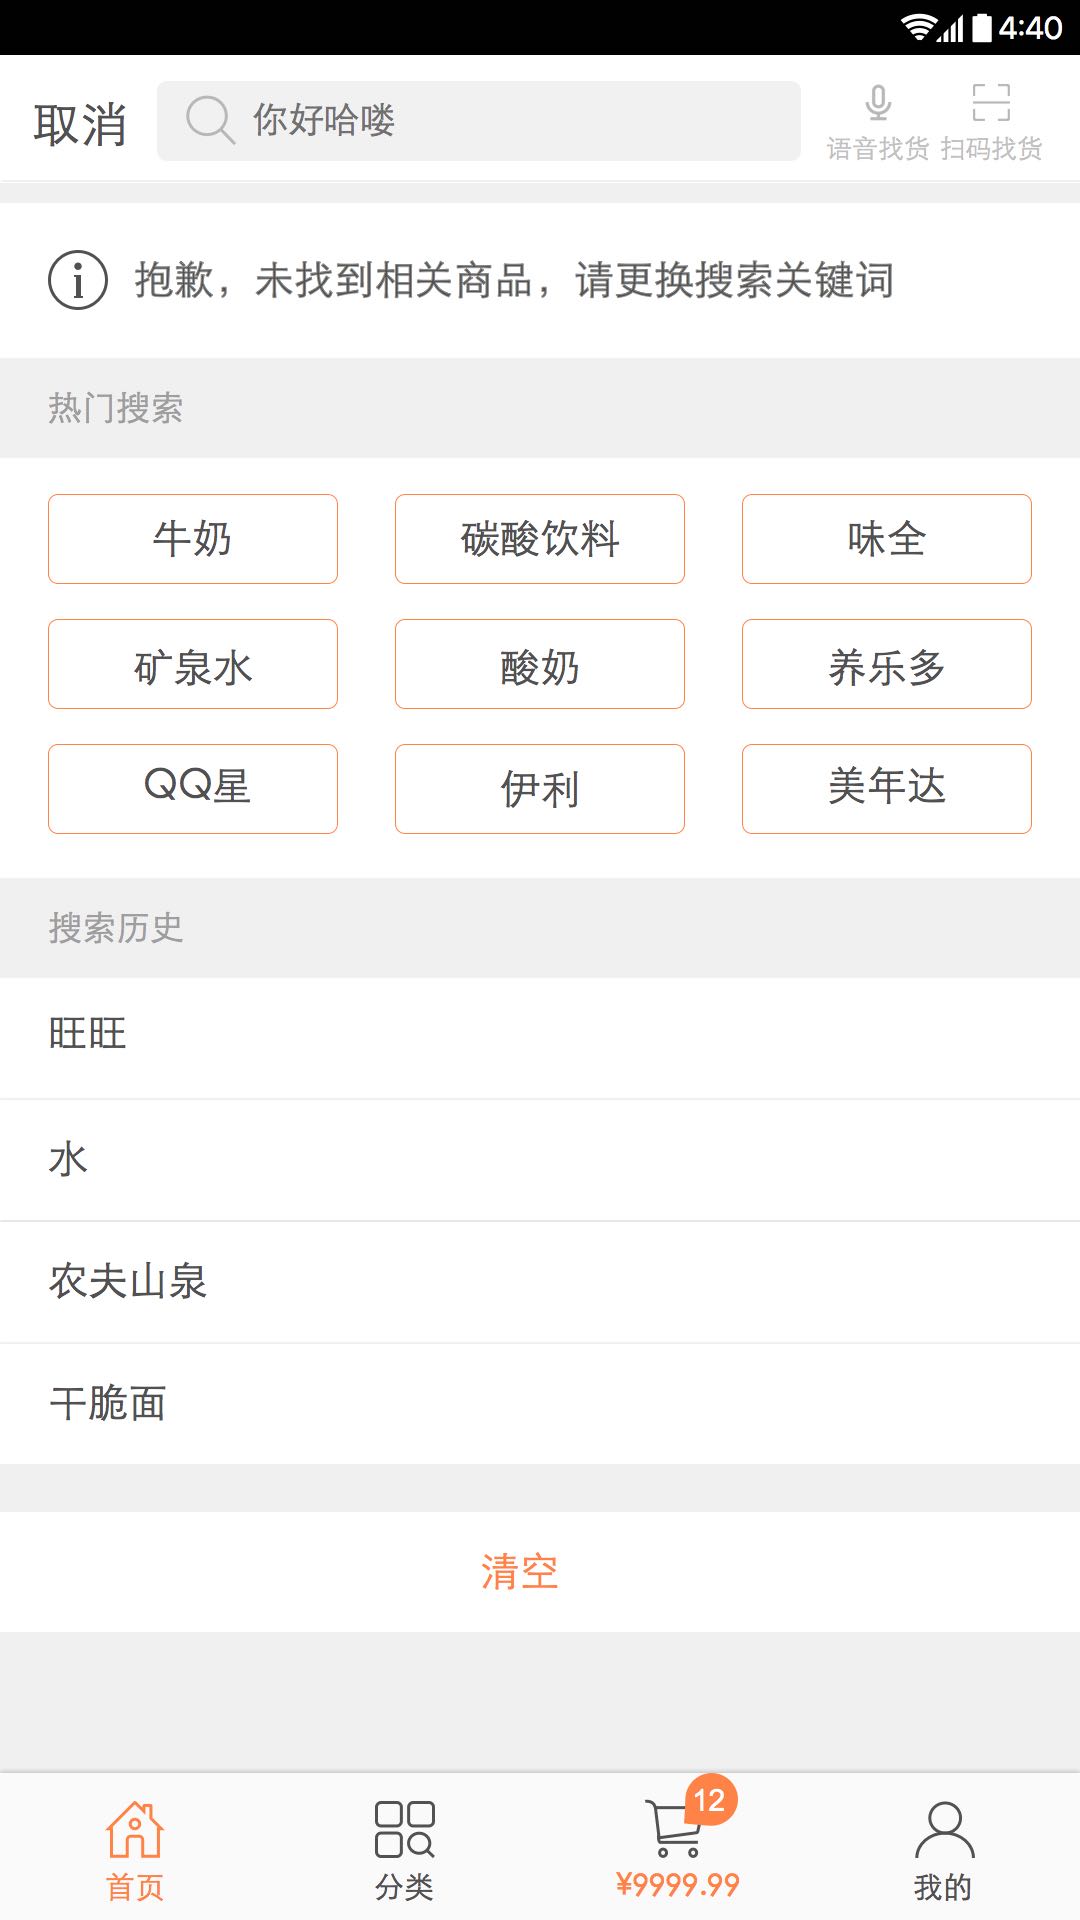 4:40
取消
你好哈喽
语音找货 扫码找货
抱歉，未找到相关商品，请更换搜索关键词
热门搜索
牛奶 碳酸饮料 味全
矿泉水 酸奶 养乐多
QQ星 伊利 美年达
搜索历史
旺旺
水
农夫山泉
干脆面
清空
12
首页 分类 ¥9999.99 我的